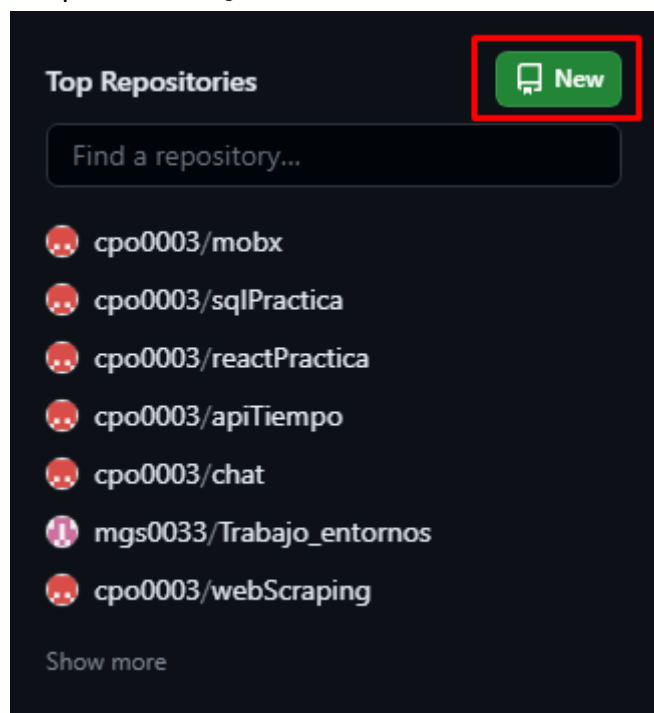 Top Repositories
New
Find a repository...
cpo0003/mobx
cpo0003/sqlPractica
cpo0003/reactPractica
cpo0003/apiTiempo
cpo0003/chat
mgs0033/Trabajo_entornos
cpo0003/webScraping
Show more